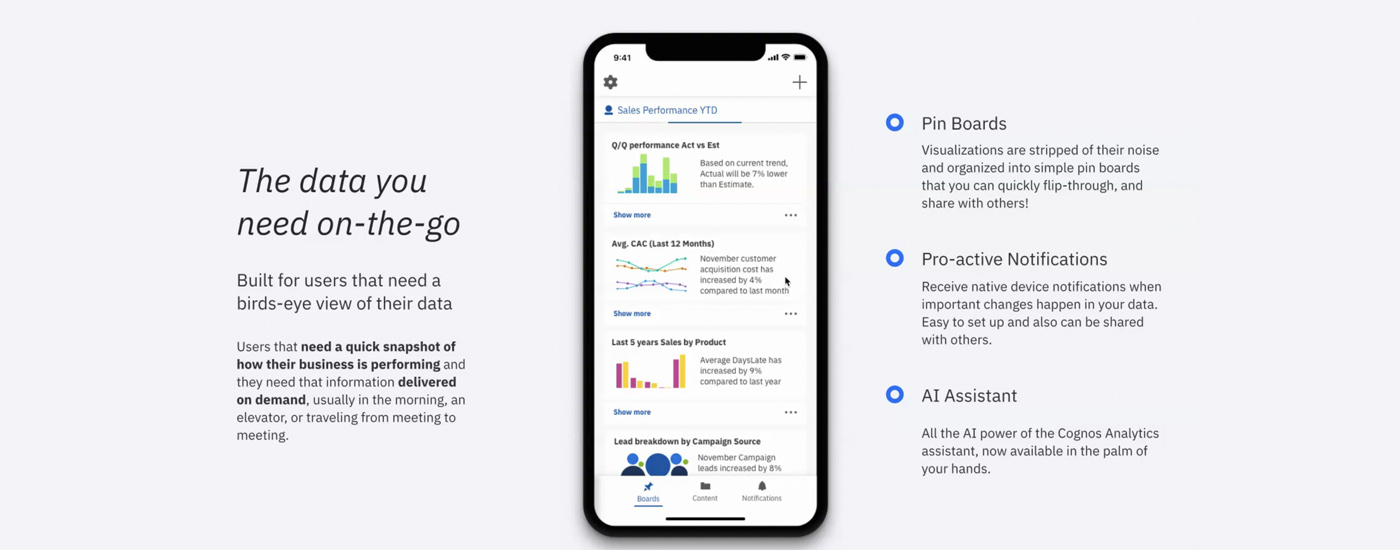 The data you
need on-the-go
Built for users that need a
birds-eye view of their data
Users that need a quick snapshot of
how their business is performing and
they need that information delivered
on demand, usually in the morning, an
elevator, or traveling from meeting to
meeting.
9:41
Sales Performance YTD
Q/Q performance Act vs Est
Based on current trend,
Actual will be 7% lower
than Estimate.
Show more
Avg. CAC (Last 12 Months)
November customer
acquisition cost has
increased by 4%
compared to last month
Show more
Last 5 years Sales by Product
Average DaysLate has
increased by 9%
compared to last year
Show more
Lead breakdown by Campaign Source
November Campaign
leads increased by 8%
Boards
Content
Notifications
Pin Boards
Visualizations are stripped of their noise
and organized into simple pin boards
that you can quickly flip-through, and
share with others!
Pro-active Notifications
Receive native device notifications when
important changes happen in your data.
Easy to set up and also can be shared
with others.
AI Assistant
All the AI power of the Cognos Analytics
assistant, now available in the palm of
your hands.